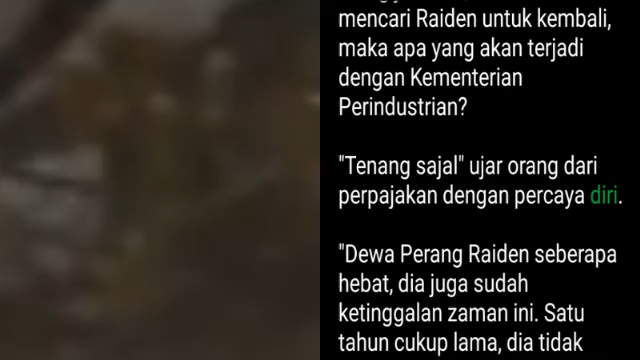 mencari Raiden untuk kembali,
maka apa yang akan terjadi
dengan Kementerian
Perindustrian?
"Tenang sajal" ujar orang dari
perpajakan dengan percaya diri.
"Dewa Perang Raiden seberapa
hebat, dia juga sudah
ketinggalan zaman ini. Satu
tahun cukup lama, dia tidak